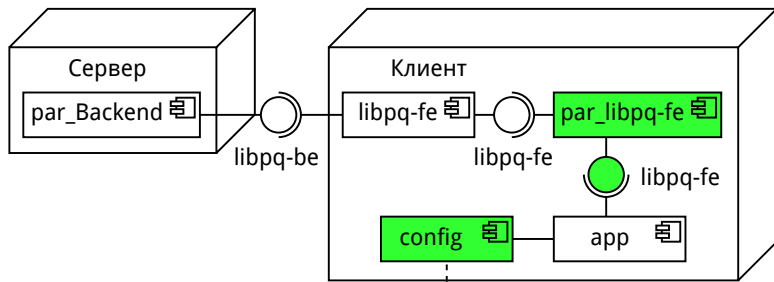 Сервер
Клиент
par_Backend
libpq-fe
par_libpq-fe
libpq-be
libpq-fe
libpq-fe
config
app